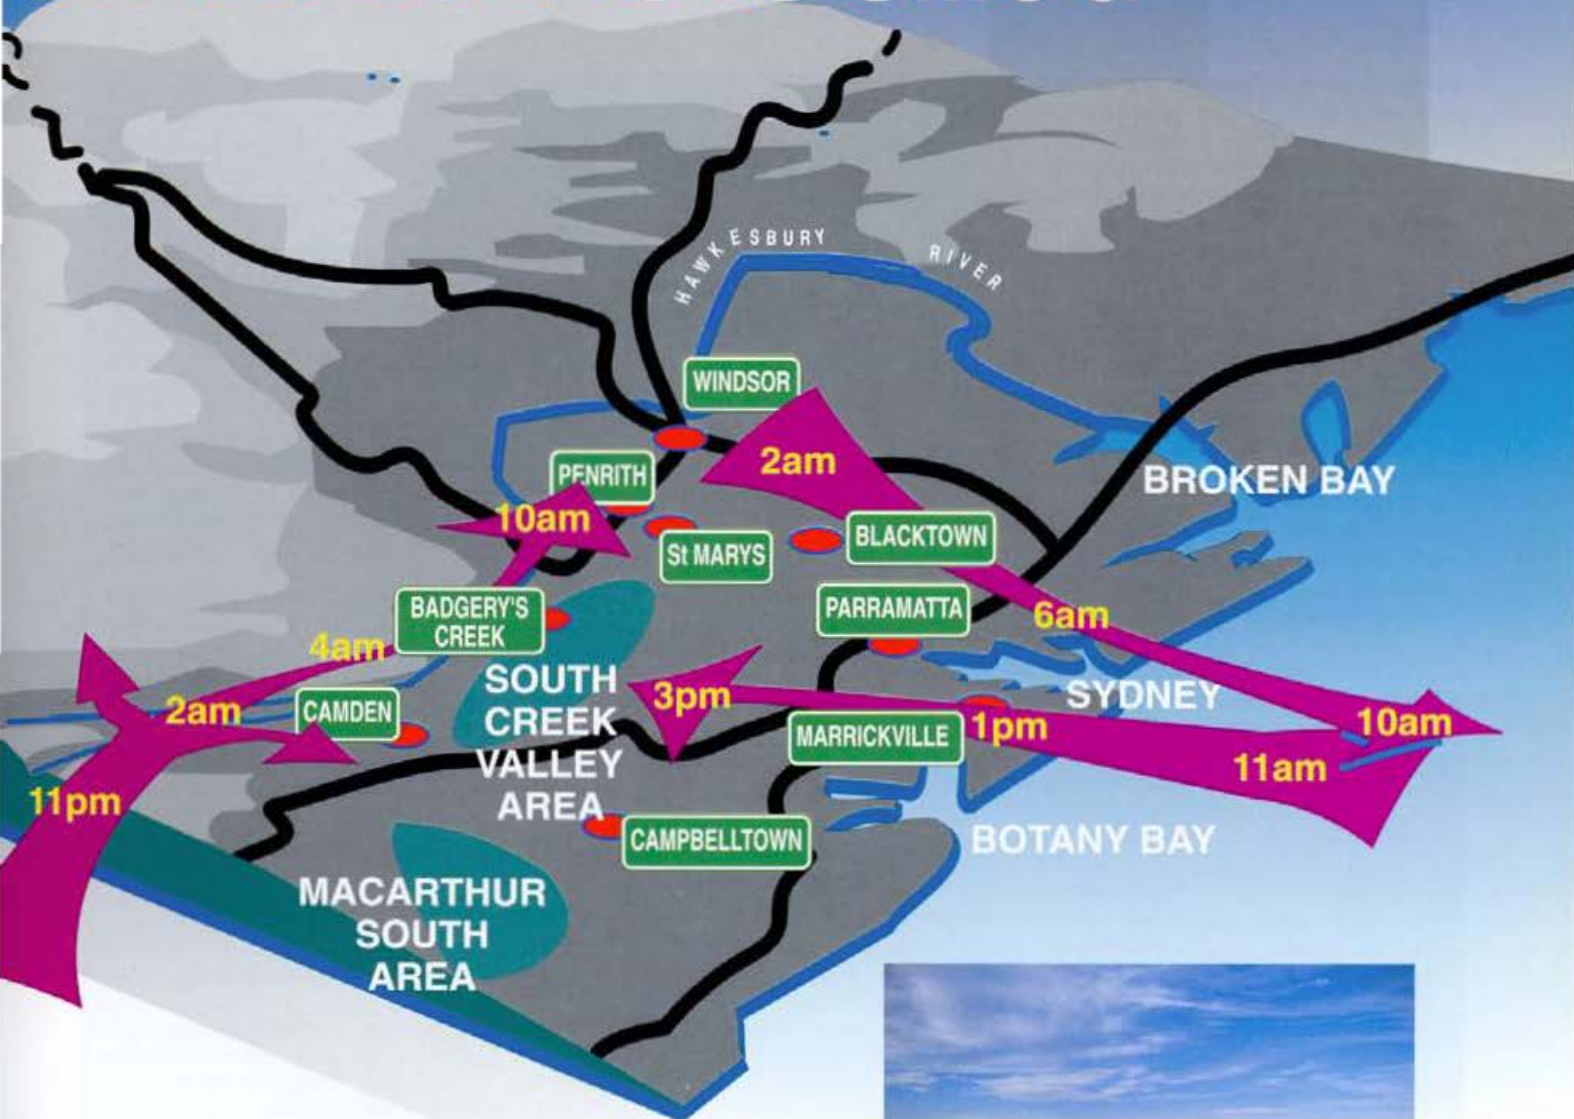 HAWKESBURY RIVER
WINDSOR
2am
PENRITH
10am
BROKEN BAY
St MARYS
BLACKTOWN
BADGERY'S
CREEK
PARRAMATTA
6am
4am
SOUTH
CREEK
VALLEY
AREA
3pm
SYDNEY
2am
CAMDEN
MARRICKVILLE
1pm
10am
11am
11pm
CAMPBELLTOWN
BOTANY BAY
MACARTHUR
SOUTH
AREA